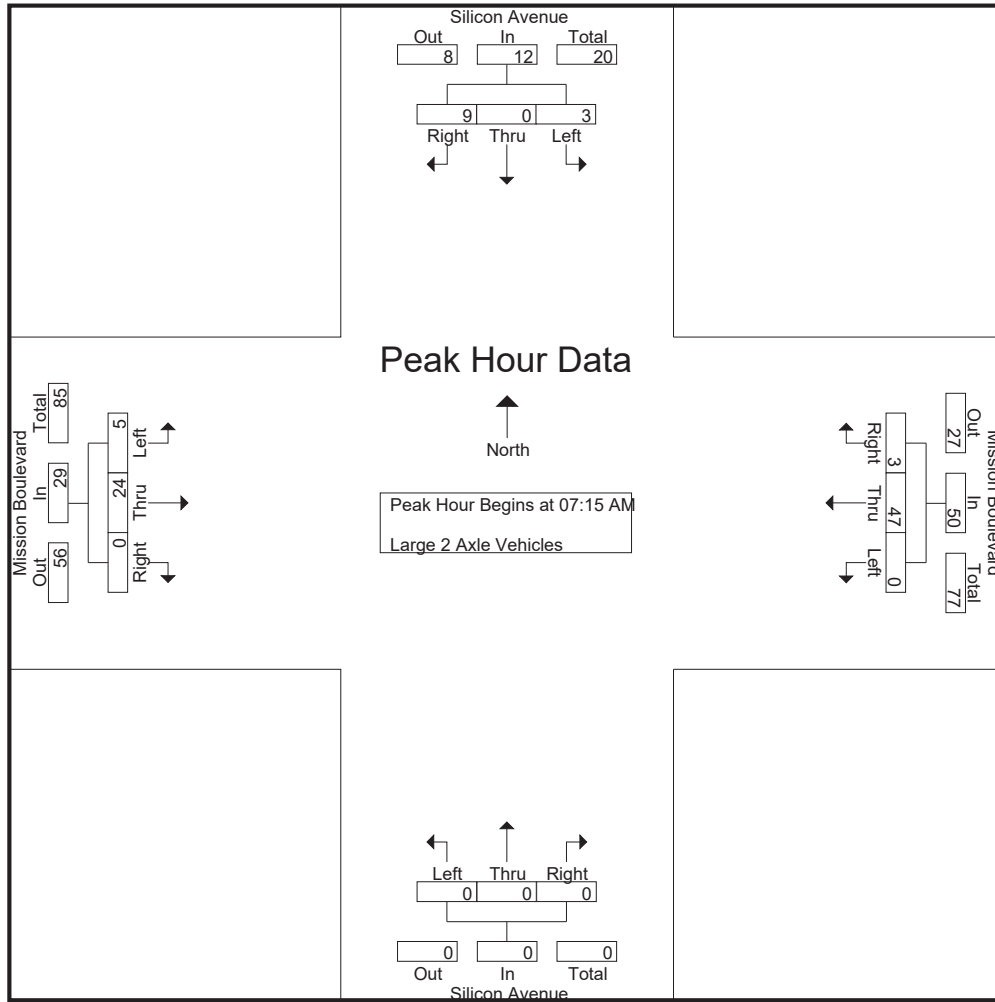 Silicon Avenue
Out In Total
8 12 20
9 0 3
Right Thru Left
Peak Hour Data
North
Peak Hour Begins at 07:15 AM
Large 2 Axle Vehicles
Mission Boulevard
Out In Total
56 29 85
Left Thru Right
5 24 0
Mission Boulevard
Out In Total
27 50 77
Right Thru Left
3 47 0
Left Thru Right
0 0 0
0 0 0
Out In Total
Silicon Avenue